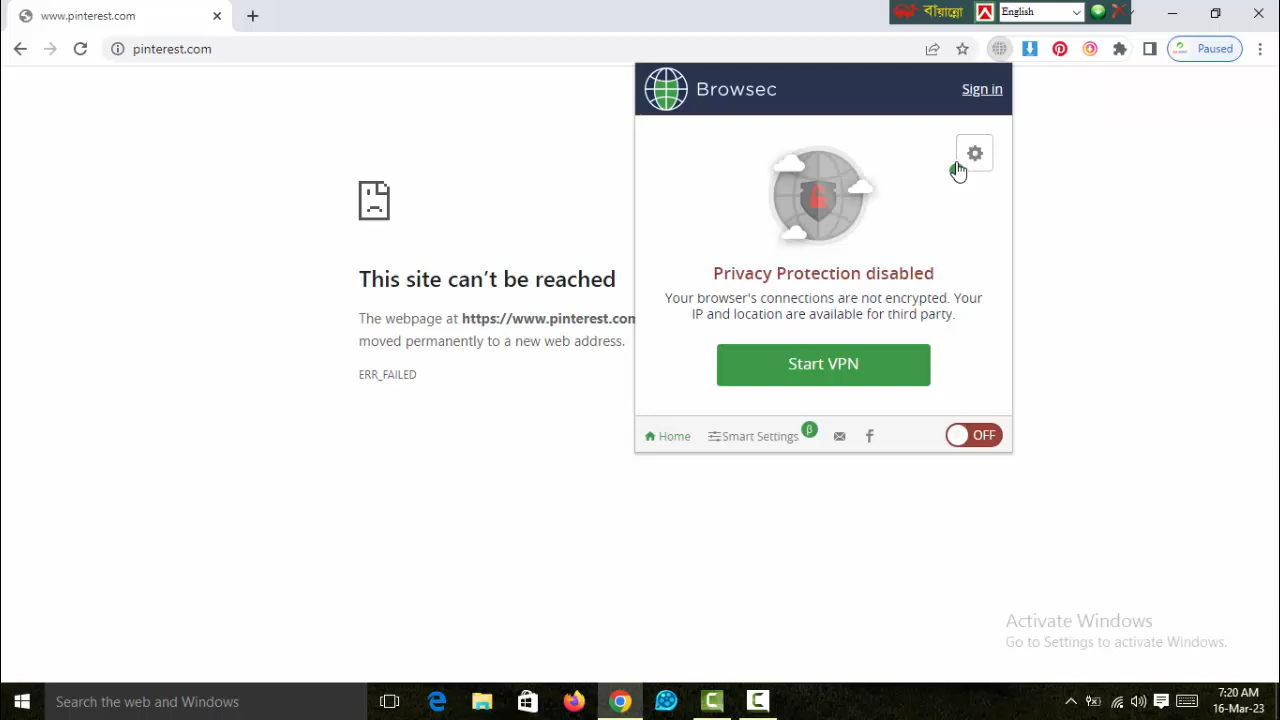 www.pinterest.com
বায়ান্নো
English
pinterest.com
Paused
Browsec
Sign in
This site can't be reached
The webpage at https://www.pinterest.com
moved permanently to a new web address.
ERR_FAILED
Privacy Protection disabled
Your browser's connections are not encrypted. Your
IP and location are available for third party.
Start VPN
Home
Smart Settings
β
OFF
Activate Windows
Go to Settings to activate Windows.
Search the web and Windows
7:20 AM
16-Mar-23